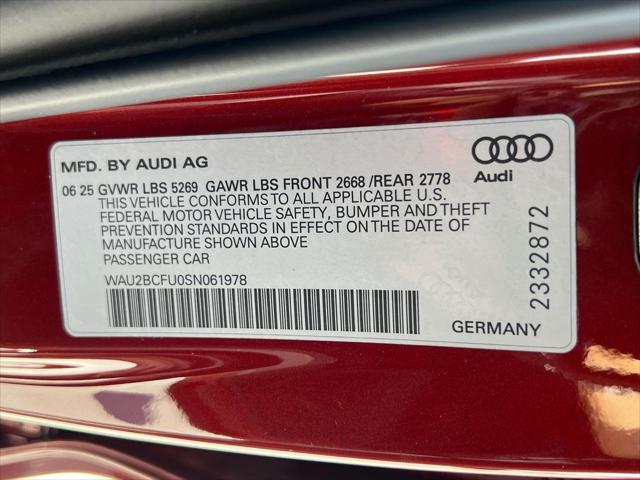 MFD. BY AUDI AG
Audi
06 25 GVWR LBS 5269 GAWR LBS FRONT 2668 /REAR 2778
THIS VEHICLE CONFORMS TO ALL APPLICABLE U.S.
FEDERAL MOTOR VEHICLE SAFETY, BUMPER AND THEFT
PREVENTION STANDARDS IN EFFECT ON THE DATE OF
MANUFACTURE SHOWN ABOVE
PASSENGER CAR
WAU2BCFU0SN061978
2332872
GERMANY